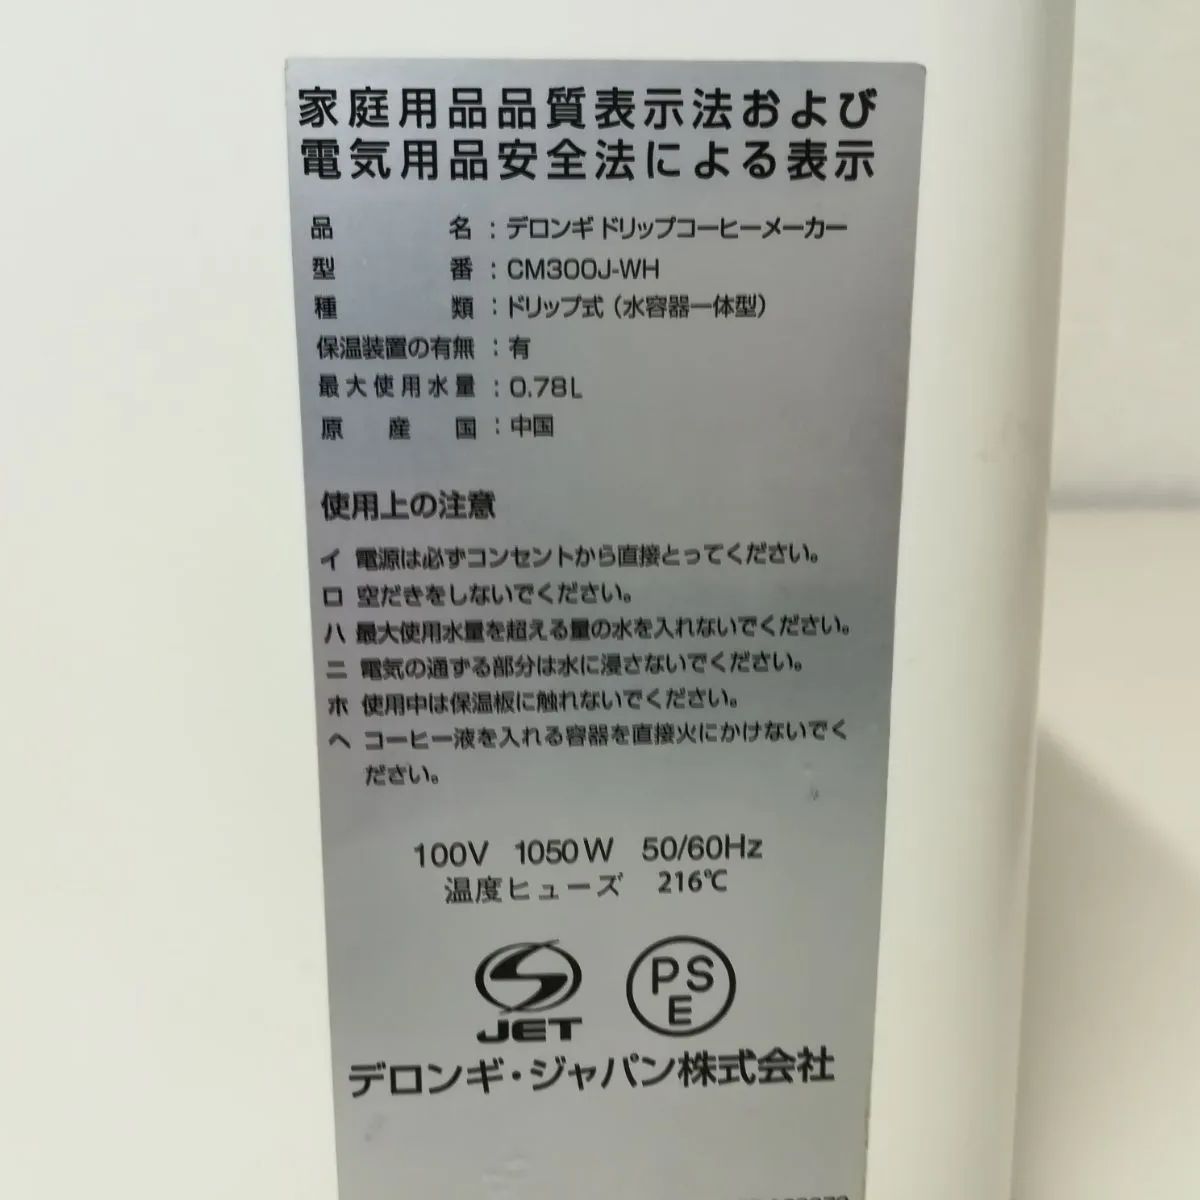 家庭用品品質表示法および
電気用品安全法による表示
品名：デロンギ ドリップコーヒーメーカー
型番：CM300J-WH
種類：ドリップ式（水容器一体型）
保温装置の有無：有
最大使用水量：0.78L
原産国：中国
使用上の注意
イ 電源は必ずコンセントから直接とってください。
ロ 空だきをしないでください。
ハ 最大使用水量を超える量の水を入れないでください。
ニ 電気の通ずる部分は水に浸さないでください。
ホ 使用中は保温板に触れないでください。
ヘ コーヒー液を入れる容器を直接火にかけないでく
ださい。
100V 1050W 50/60Hz
温度ヒューズ 216℃
JET
PS
E
デロンギ・ジャパン株式会社